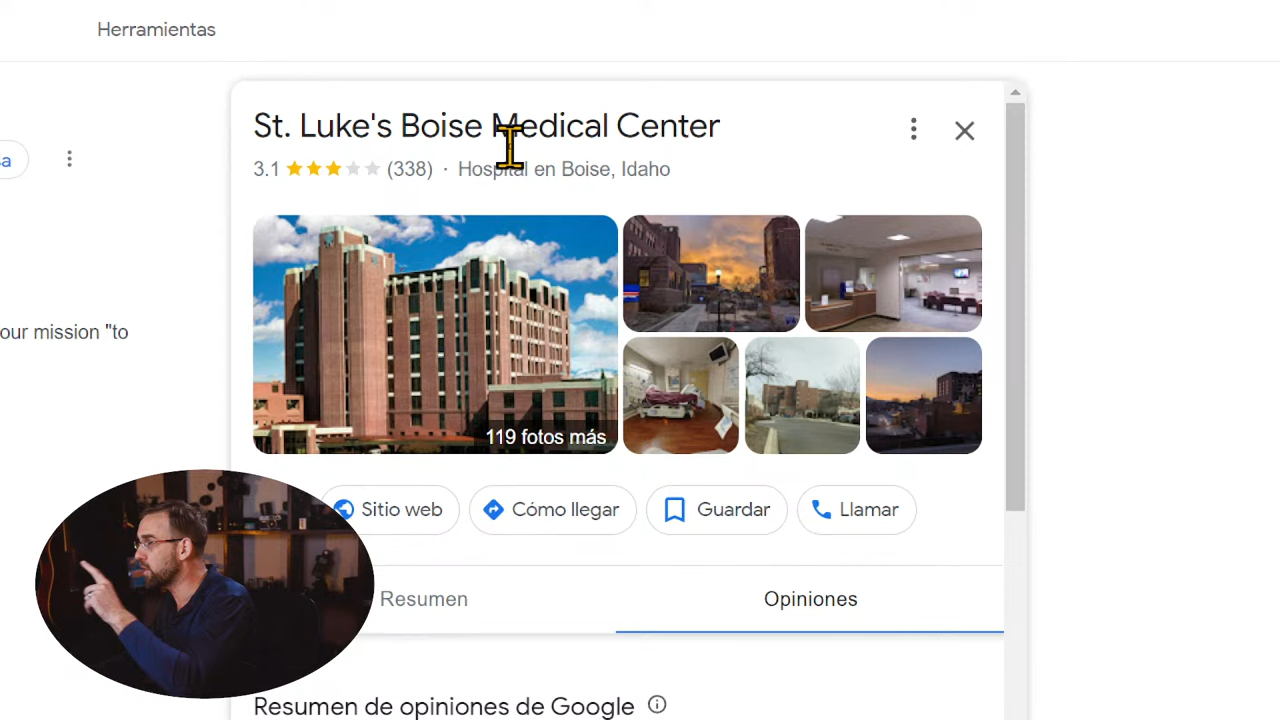 Herramientas
sa
our mission "to
St. Luke's Boise Medical Center
3.1 (338) · Hospital en Boise, Idaho
119 fotos más
Sitio web
Cómo llegar
Guardar
Llamar
Resumen
Opiniones
Resumen de opiniones de Google